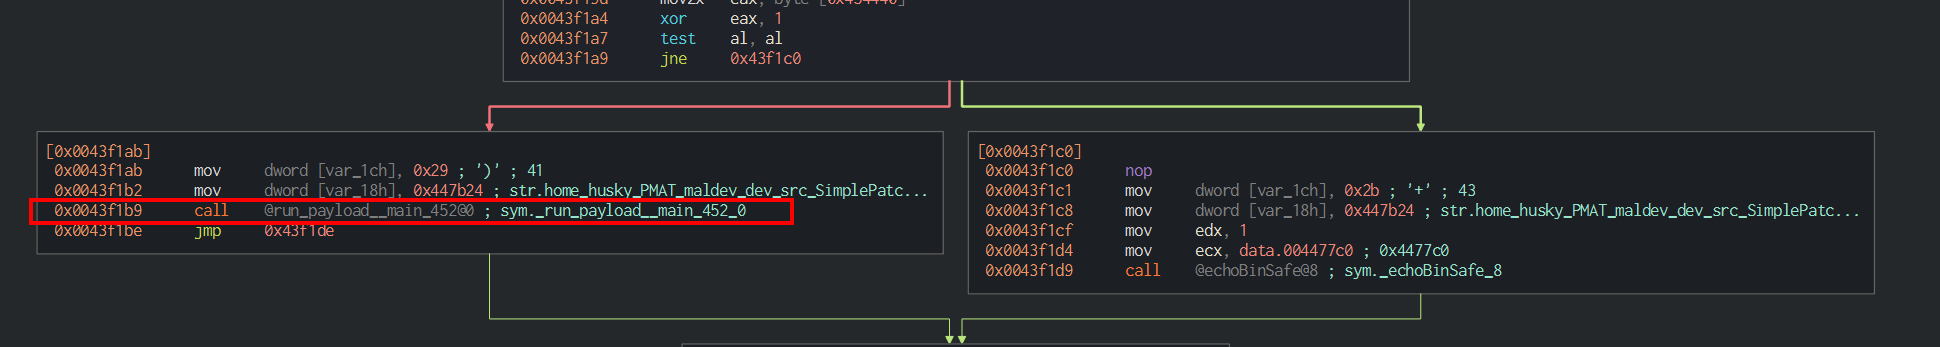 0x0043f1a4 xor eax, 1
0x0043f1a7 test al, al
0x0043f1a9 jne 0x43f1c0
[0x0043f1ab]
0x0043f1ab mov dword [var_1ch], 0x29 ; ')' ; 41
0x0043f1b2 mov dword [var_18h], 0x447b24 ; str.home_husky_PMAT_maldev_dev_src_SimplePatc...
0x0043f1b9 call @run_payload__main_452@0 ; sym._run_payload__main_452_0
0x0043f1be jmp 0x43f1de
[0x0043f1c0]
0x0043f1c0 nop
0x0043f1c1 mov dword [var_1ch], 0x2b ; '+' ; 43
0x0043f1c8 mov dword [var_18h], 0x447b24 ; str.home_husky_PMAT_maldev_dev_src_SimplePatc...
0x0043f1cf mov edx, 1
0x0043f1d4 mov ecx, data.004477c0 ; 0x4477c0
0x0043f1d9 call @echoBinSafe@8 ; sym._echoBinSafe_8